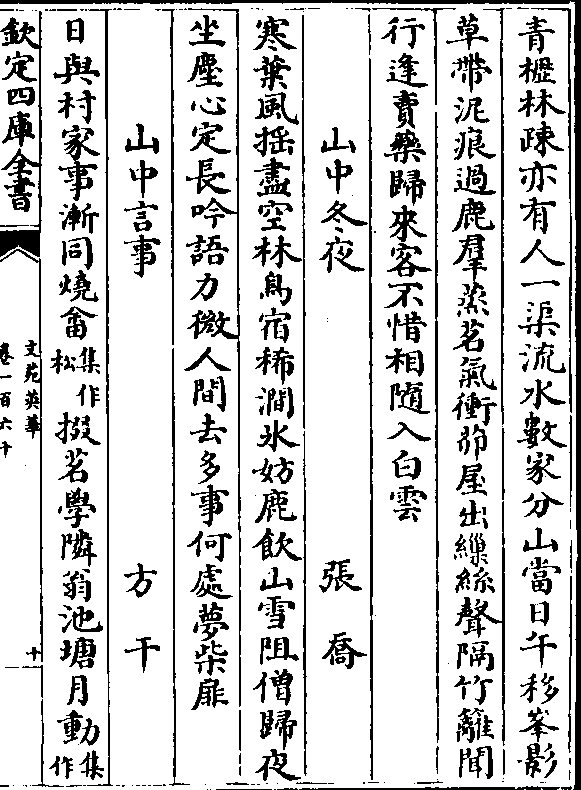 青櫪林疎亦有人一渠流水數家分山當日午移峯影
草帶泥痕過鹿羣蒸茗氣衝茆屋出繰絲聲隔竹籬聞
行逢賣藥歸來客不惜相隨入白雲
山中冬夜 張喬
寒葉風揺盡空林鳥宿稀澗氷妨鹿飲山雪阻僧歸夜
坐塵心定長吟語力微人間去多事何處夢柴扉
山中言事 方干
日與村家事漸同燒畬集作松掇茗學隣翁池塘月動集作
欽定四庫全書
文苑英華
卷一百六十
十